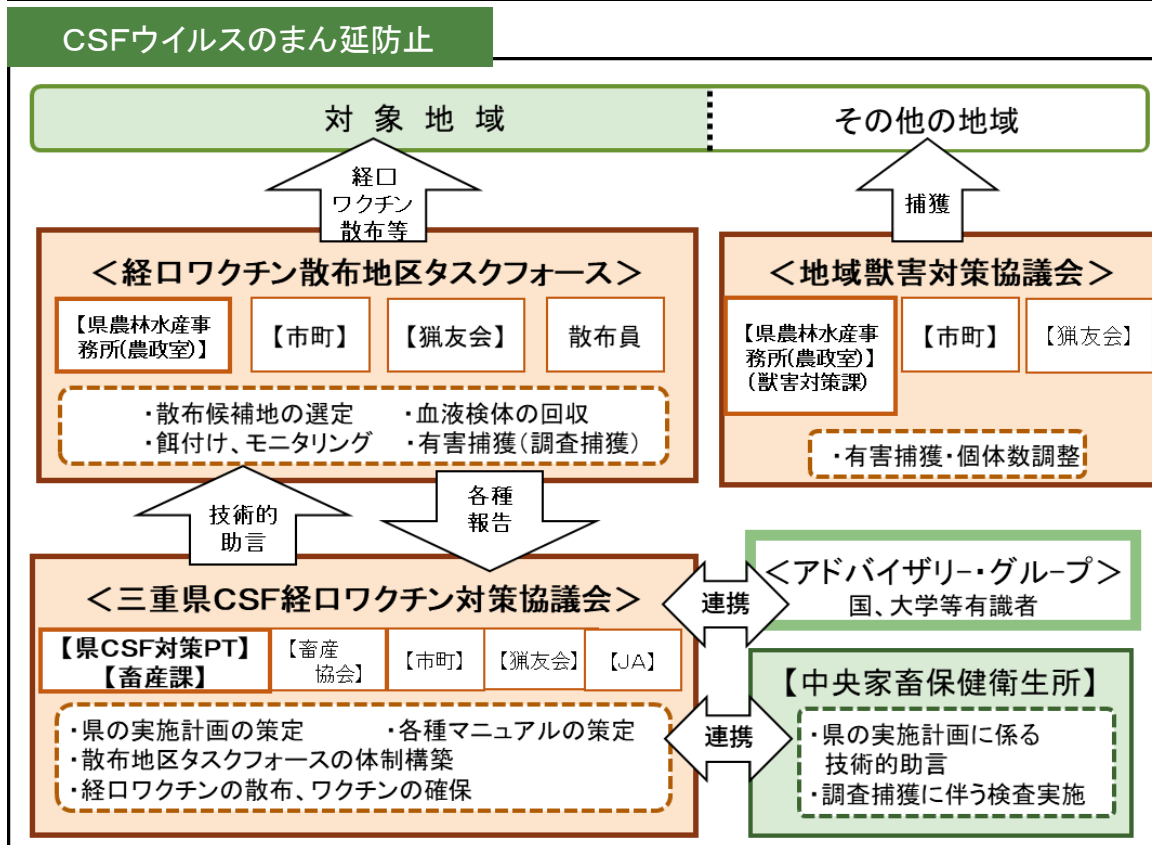 CSFウイルスのまん延防止
対象地域
その他の地域
経口
ワクチン
散布等
捕獲
＜経口ワクチン散布地区タスクフォース＞
【県農林水産事
務所(農政室)】
【市町】
【猟友会】
散布員
・散布候補地の選定
・血液検体の回収
・餌付け、モニタリング
・有害捕獲(調査捕獲)
＜地域獣害対策協議会＞
【県農林水産事
務所(農政室)】
(獣害対策課)
【市町】
【猟友会】
・有害捕獲・個体数調整
技術的
助言
各種
報告
＜三重県CSF経口ワクチン対策協議会＞
【県CSF対策PT】
【畜産課】
【畜産
協会】
【市町】
【猟友会】
【JA】
・県の実施計画の策定
・各種マニュアルの策定
・散布地区タスクフォースの体制構築
・経口ワクチンの散布、ワクチンの確保
連携
＜アドバイザリー・グループ＞
国、大学等有識者
連携
【中央家畜保健衛生所】
・県の実施計画に係る
技術的助言
・調査捕獲に伴う検査実施